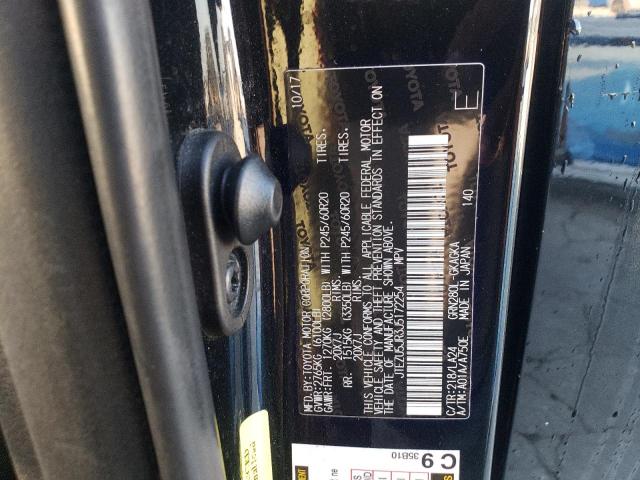 MFD.BY:TOYOTA MOTOR CORPORATION 10/17
GVWR:2765KG (6100LB)
GAWR:FRT. 1270KG (2800LB) WITH P245/60R20 TIRES.
20X7J RIMS.
RR. 1515KG (3350LB) WITH P245/60R20 TIRES.
20X7J RIMS.
THIS VEHICLE CONFORMS TO ALL APPLICABLE FEDERAL MOTOR
VEHICLE SAFETY AND THEFT PREVENTION STANDARDS IN EFFECT ON
THE DATE OF MANUFACTURE SHOWN ABOVE.
JTEZU5JR3J5172254 MPV
C/TR:218/LA24 GRN280L-GKAGKA 140
A/TM:A01A/A750E MADE IN JAPAN E
TOYOTA
C 9
35B10